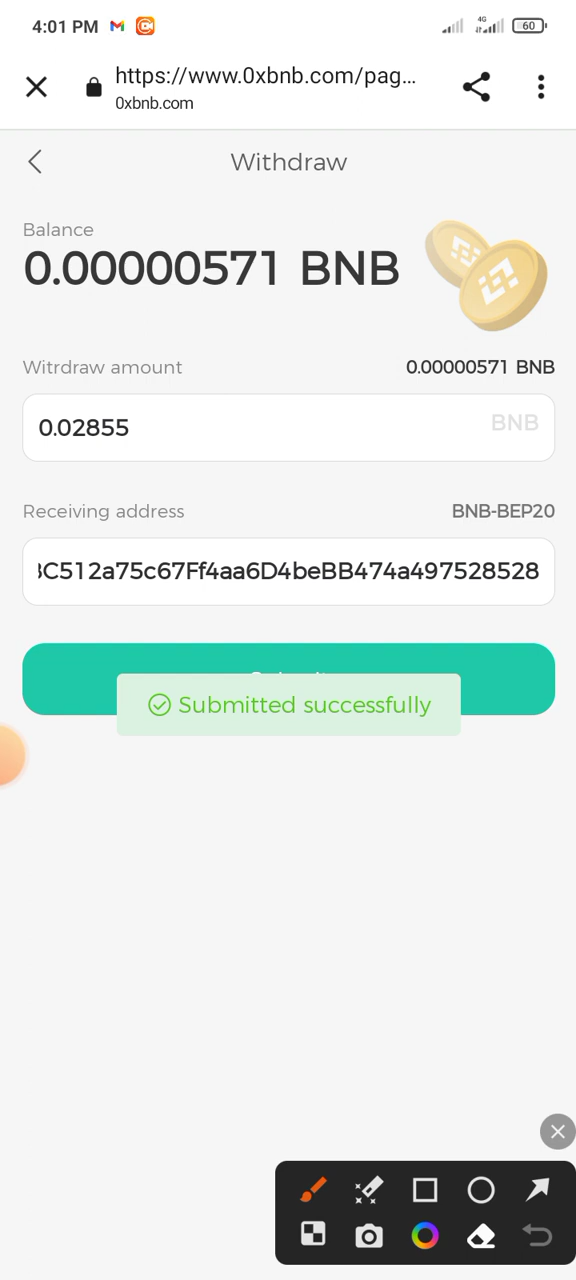 4:01 PM
4G
60
https://www.0xbnb.com/pag...
0xbnb.com
Withdraw
Balance
0.00000571 BNB
Witrdraw amount
0.00000571 BNB
0.02855
BNB
Receiving address
BNB-BEP20
C512a75c67Ff4aa6D4beBB474a497528528
Submitted successfully